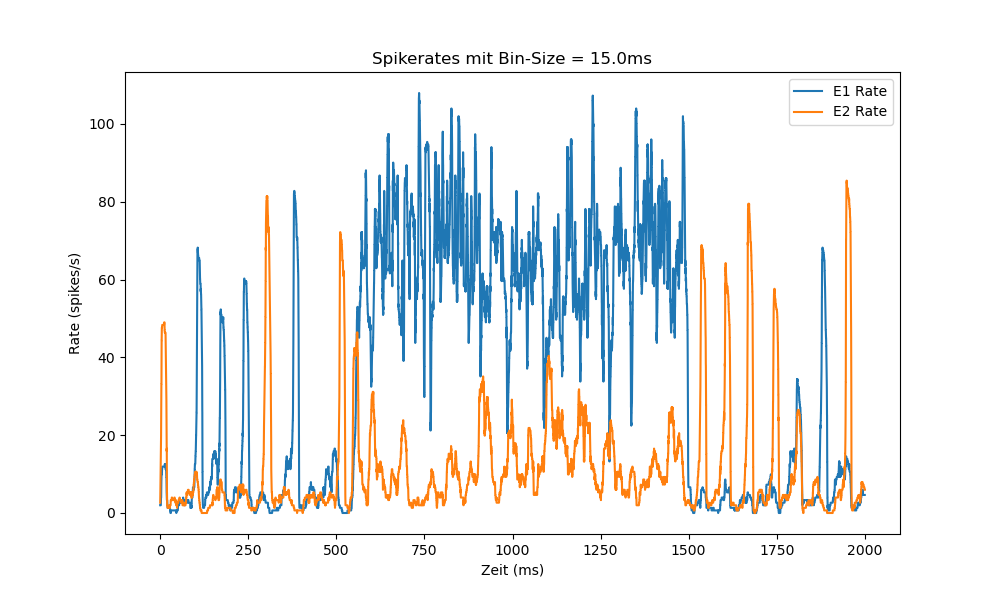 Spikerates mit Bin-Size = 15.0ms
E1 Rate
E2 Rate
100
80
60
40
20
0
Rate (spikes/s)
0 250 500 750 1000 1250 1500 1750 2000
Zeit (ms)